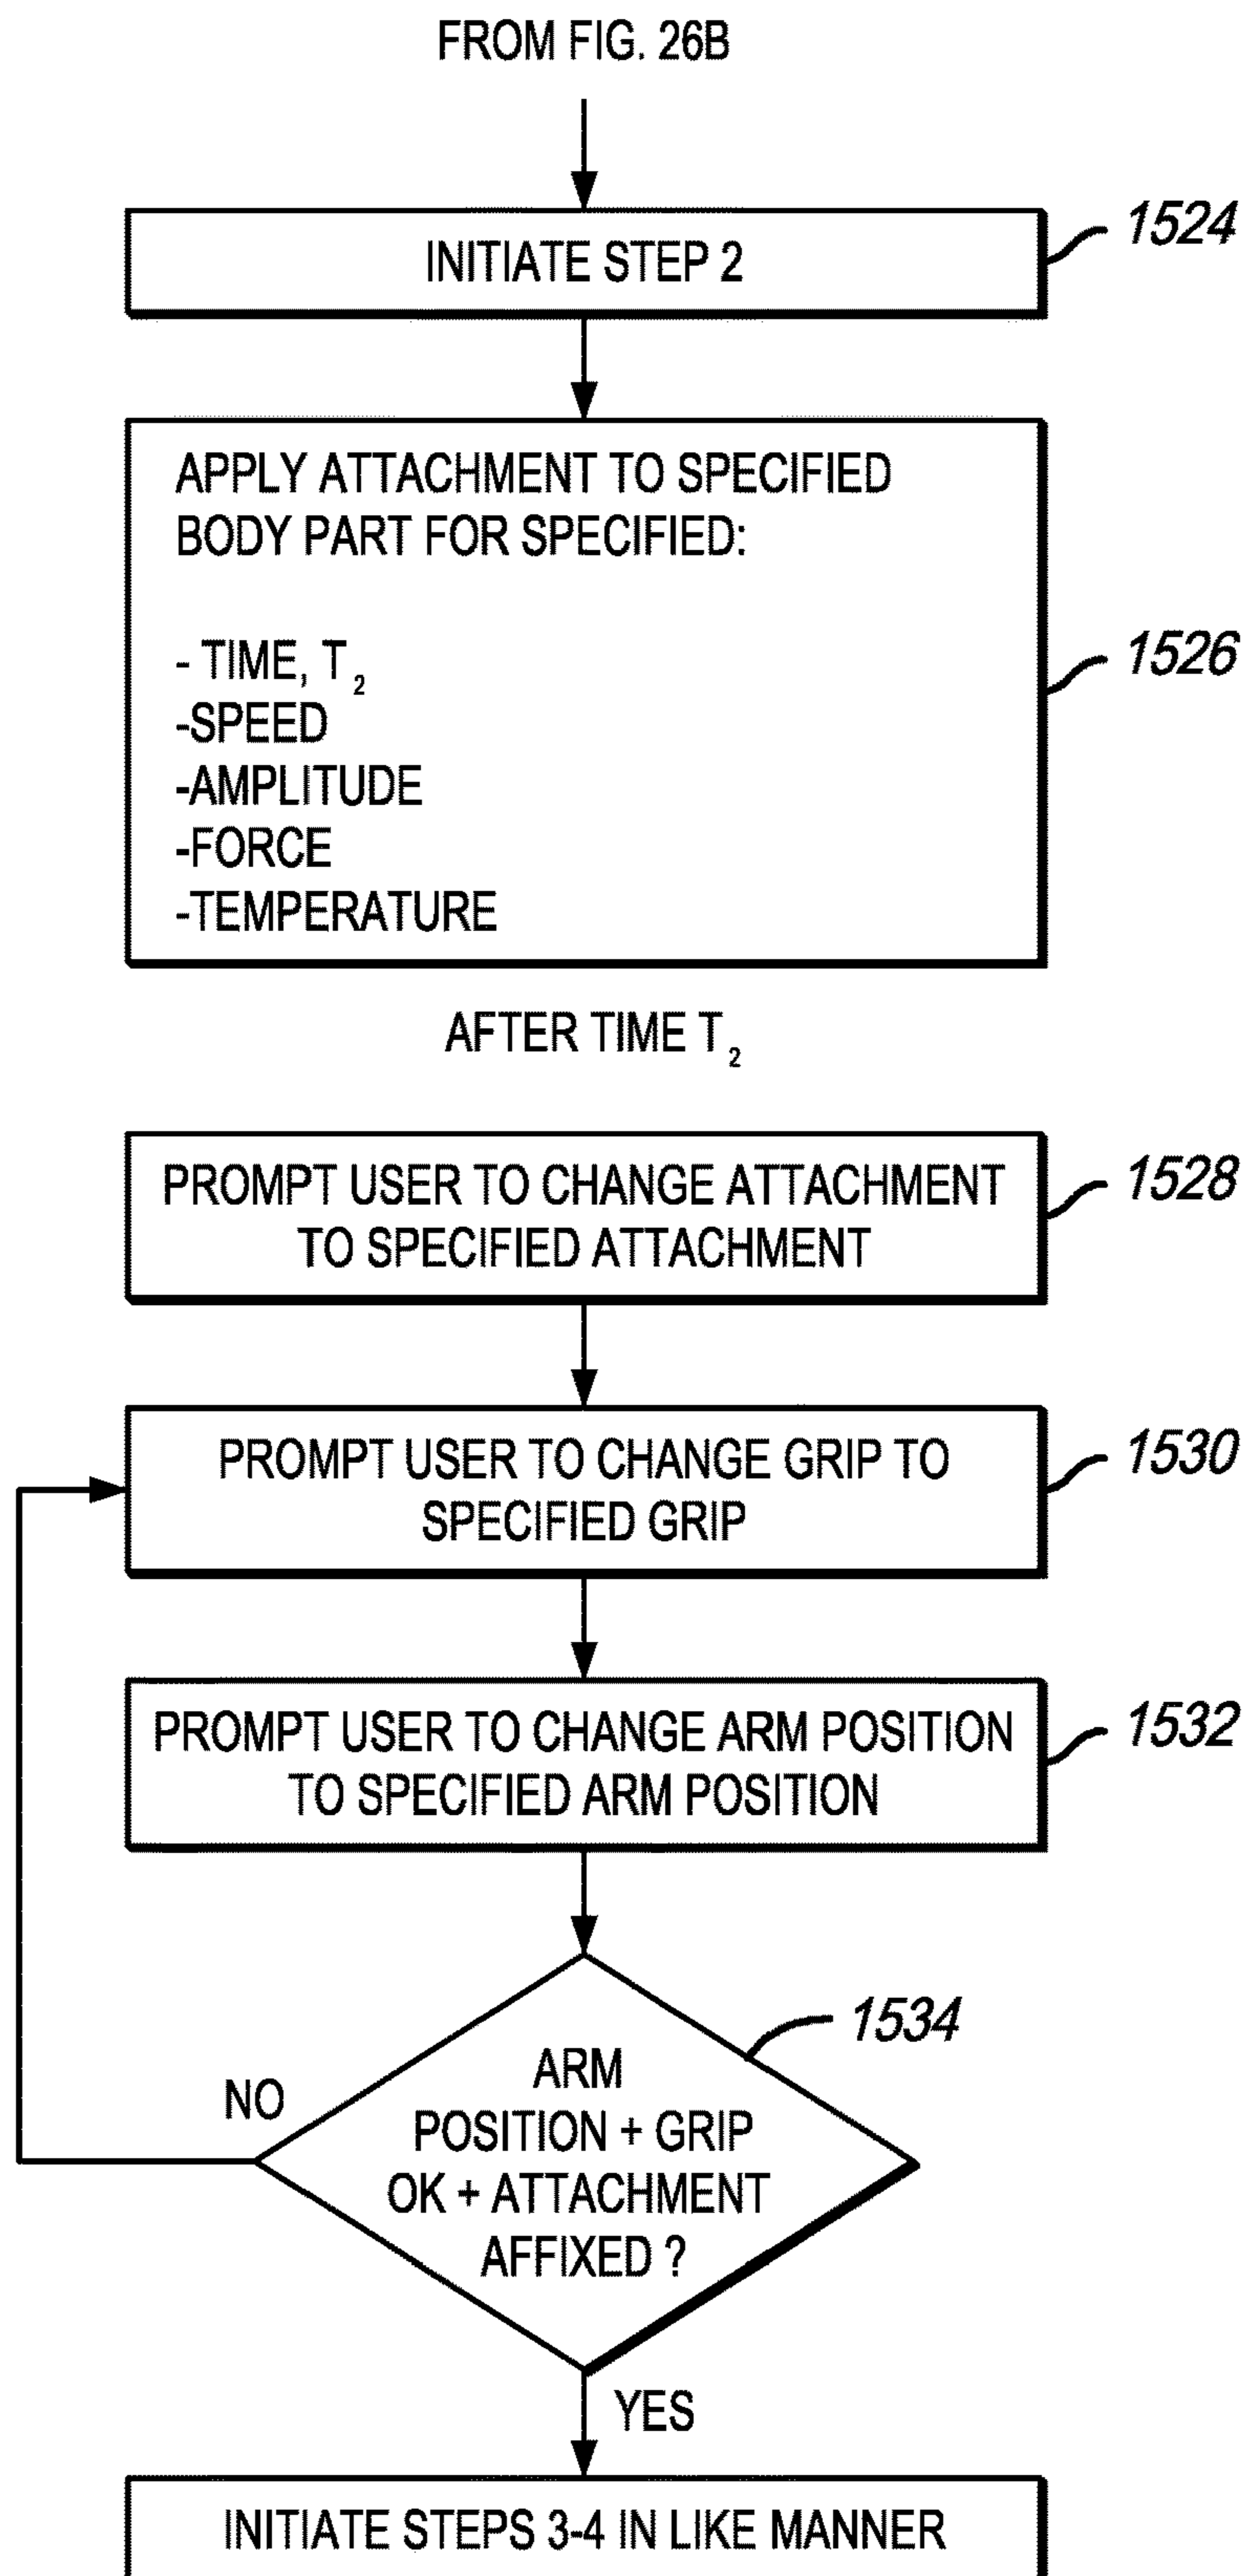 FROM FIG. 26B
INITIATE STEP 2
1524
APPLY ATTACHMENT TO SPECIFIED
BODY PART FOR SPECIFIED:
- TIME, T₂
-SPEED
-AMPLITUDE
-FORCE
-TEMPERATURE
1526
AFTER TIME T₂
PROMPT USER TO CHANGE ATTACHMENT
TO SPECIFIED ATTACHMENT
1528
PROMPT USER TO CHANGE GRIP TO
SPECIFIED GRIP
1530
PROMPT USER TO CHANGE ARM POSITION
TO SPECIFIED ARM POSITION
1532
1534
ARM
POSITION + GRIP
OK + ATTACHMENT
AFFIXED ?
NO
YES
INITIATE STEPS 3-4 IN LIKE MANNER